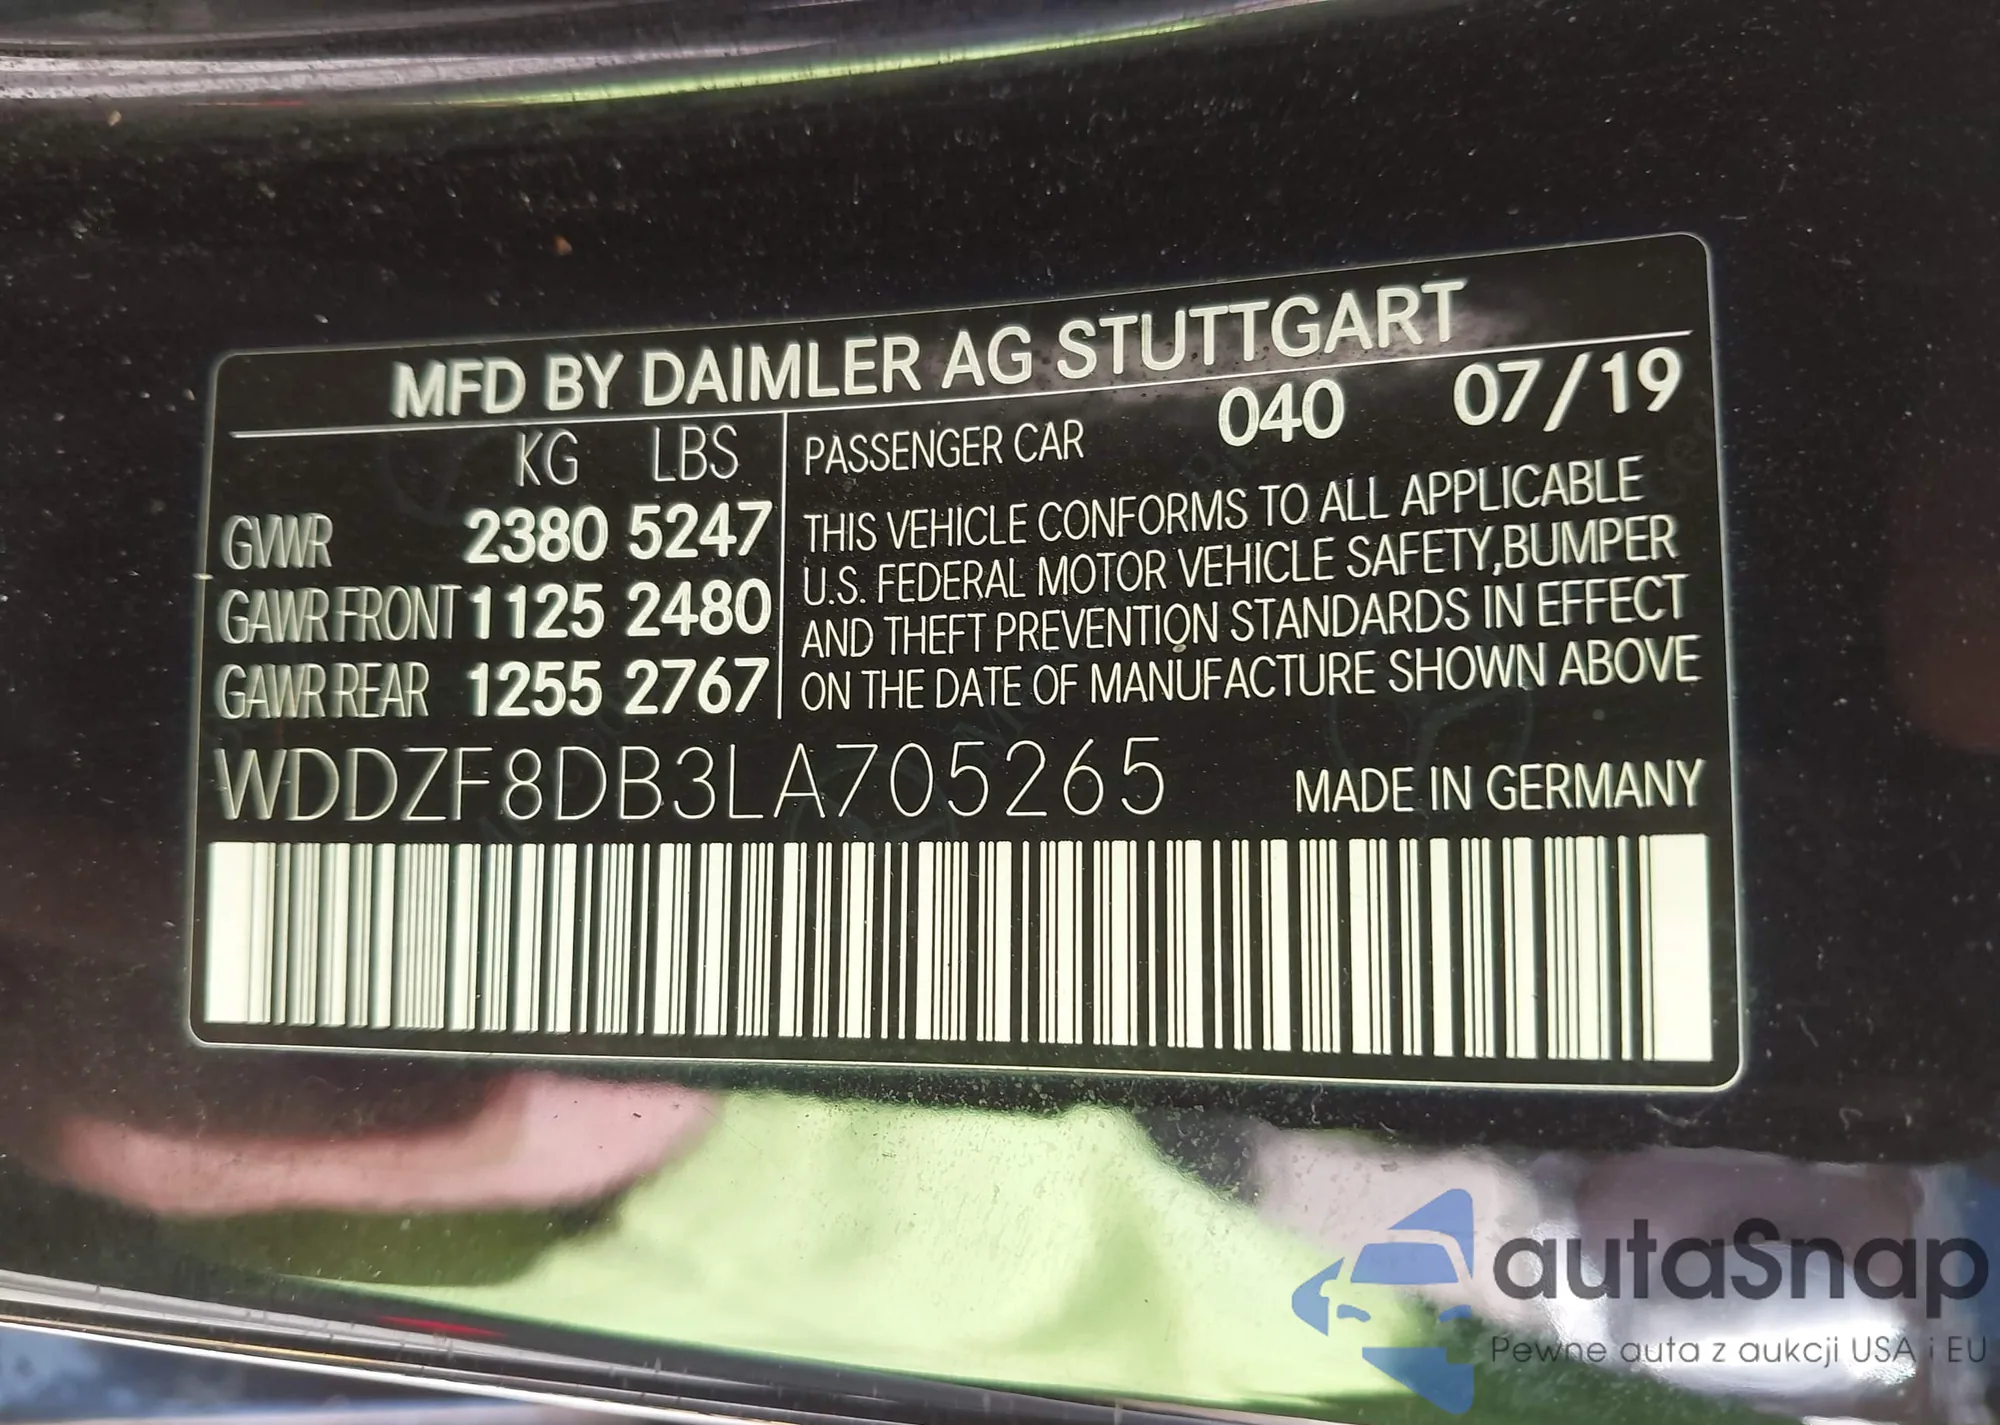 MFD BY DAIMLER AG STUTTGART
KG LBS
GVWR 2380 5247
GAWR FRONT 1125 2480
GAWR REAR 1255 2767
PASSENGER CAR 040 07/19
THIS VEHICLE CONFORMS TO ALL APPLICABLE
U.S. FEDERAL MOTOR VEHICLE SAFETY,BUMPER
AND THEFT PREVENTION STANDARDS IN EFFECT
ON THE DATE OF MANUFACTURE SHOWN ABOVE
WDDZF8DB3LA705265 MADE IN GERMANY
autaSnap
Pewne auta z aukcji USA i EU